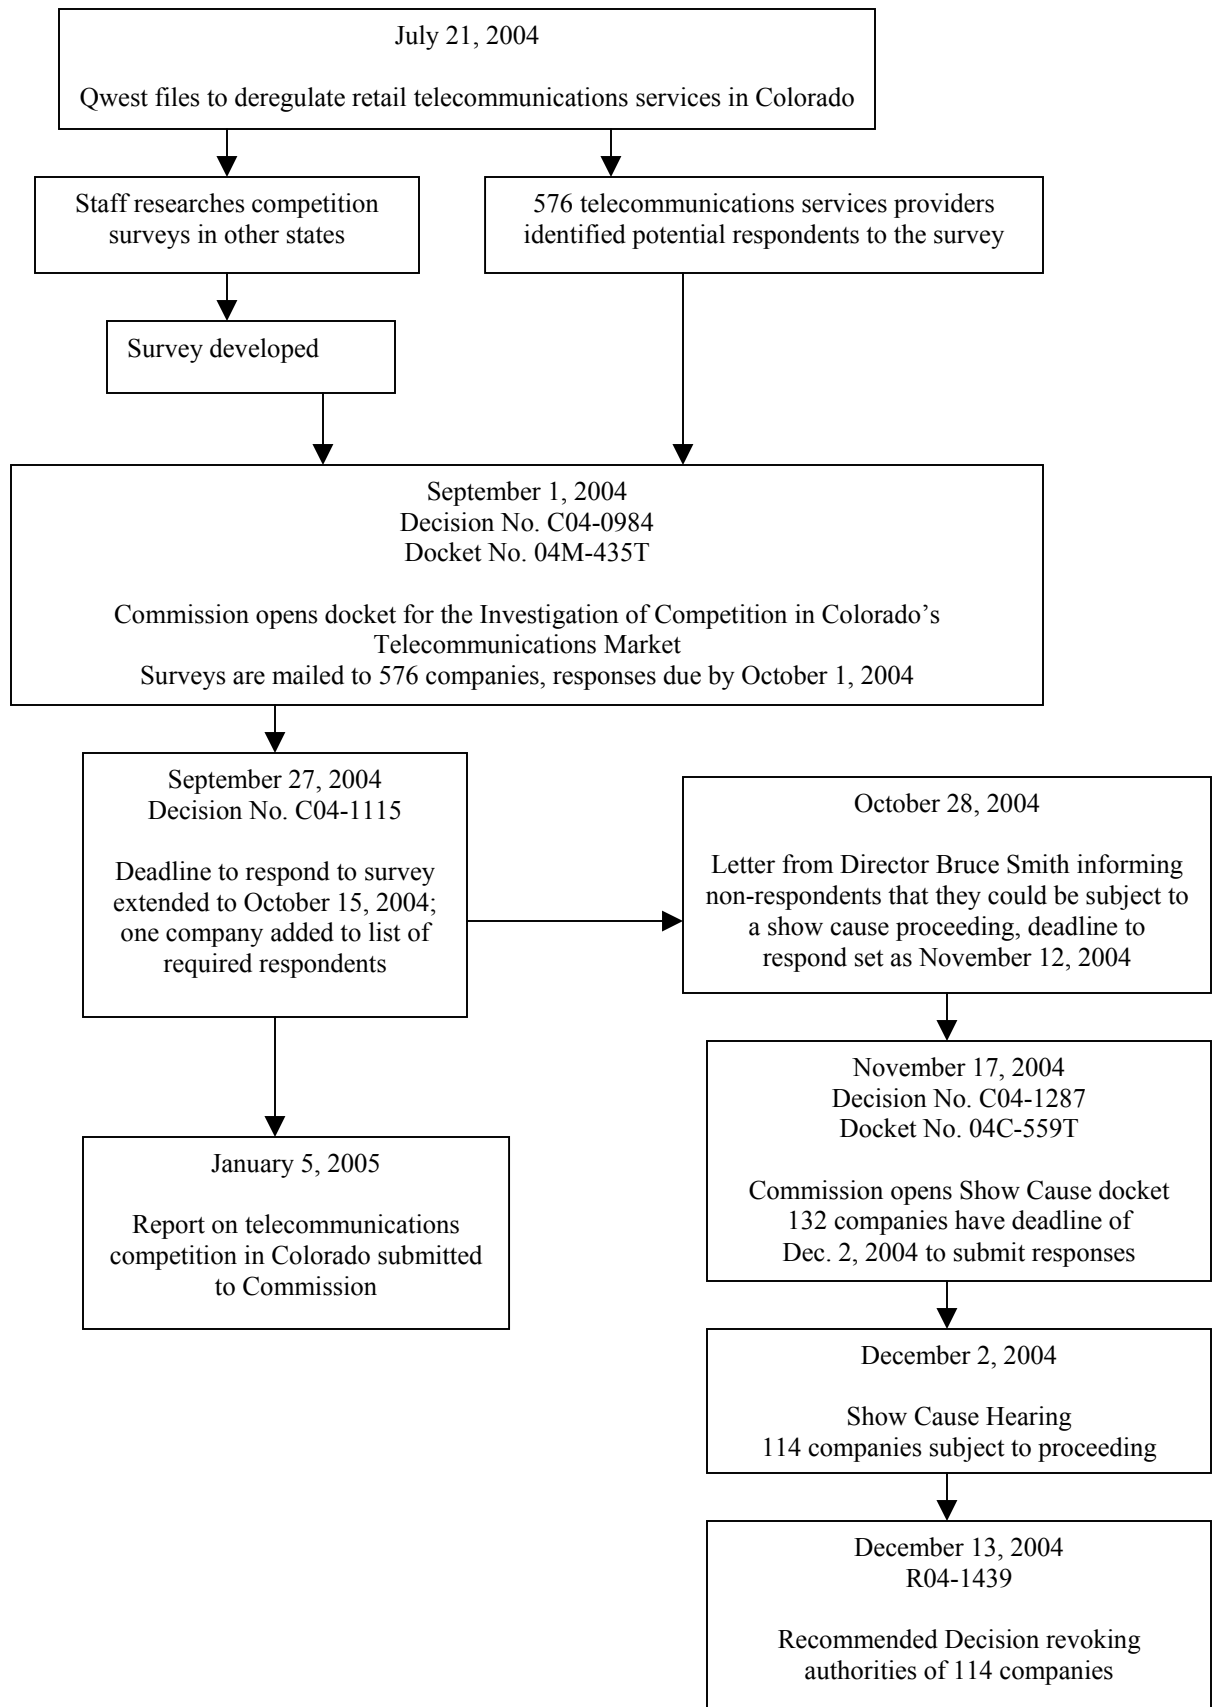 July 21, 2004
Qwest files to deregulate retail telecommunications services in Colorado
Staff researches competition
surveys in other states
576 telecommunications services providers
identified potential respondents to the survey
Survey developed
September 1, 2004
Decision No. C04-0984
Docket No. 04M-435T
Commission opens docket for the Investigation of Competition in Colorado’s
Telecommunications Market
Surveys are mailed to 576 companies, responses due by October 1, 2004
September 27, 2004
Decision No. C04-1115
Deadline to respond to survey
extended to October 15, 2004;
one company added to list of
required respondents
October 28, 2004
Letter from Director Bruce Smith informing
non-respondents that they could be subject to
a show cause proceeding, deadline to
respond set as November 12, 2004
November 17, 2004
Decision No. C04-1287
Docket No. 04C-559T
Commission opens Show Cause docket
132 companies have deadline of
Dec. 2, 2004 to submit responses
January 5, 2005
Report on telecommunications
competition in Colorado submitted
to Commission
December 2, 2004
Show Cause Hearing
114 companies subject to proceeding
December 13, 2004
R04-1439
Recommended Decision revoking
authorities of 114 companies